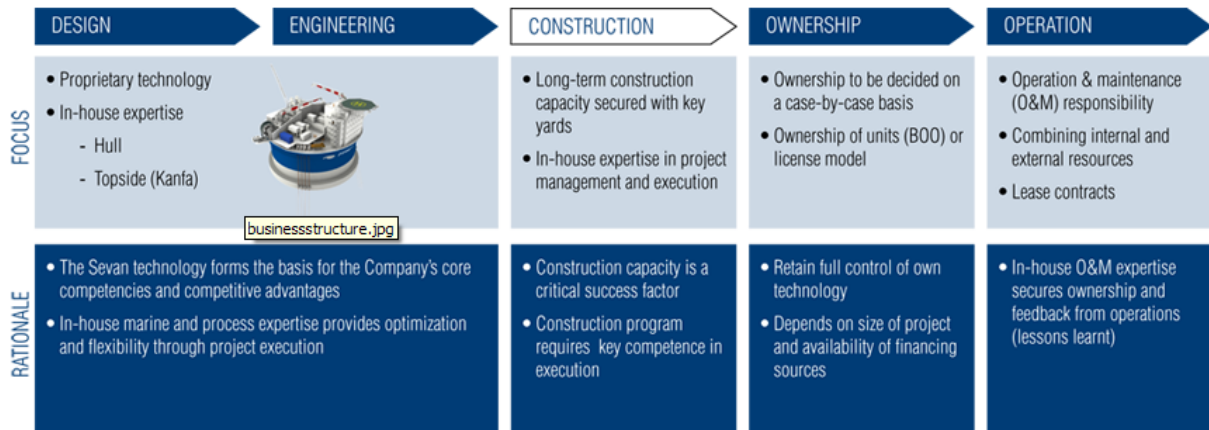 DESIGN
ENGINEERING
CONSTRUCTION
OWNERSHIP
OPERATION
FOCUS
• Proprietary technology
• In-house expertise
- Hull
- Topside (Kanfa)
businessstructure.jpg
• Long-term construction
capacity secured with key
yards
• In-house expertise in project
management and execution
• Ownership to be decided on
a case-by-case basis
• Ownership of units (BOO) or
license model
• Operation & maintenance
(O&M) responsibility
• Combining internal and
external resources
• Lease contracts
RATIONALE
• The Sevan technology forms the basis for the Company's core
competencies and competitive advantages
• In-house marine and process expertise provides optimization
and flexibility through project execution
• Construction capacity is a
critical success factor
• Construction program
requires key competence in
execution
• Retain full control of own
technology
• Depends on size of project
and availability of financing
sources
• In-house O&M expertise
secures ownership and
feedback from operations
(lessons learnt)